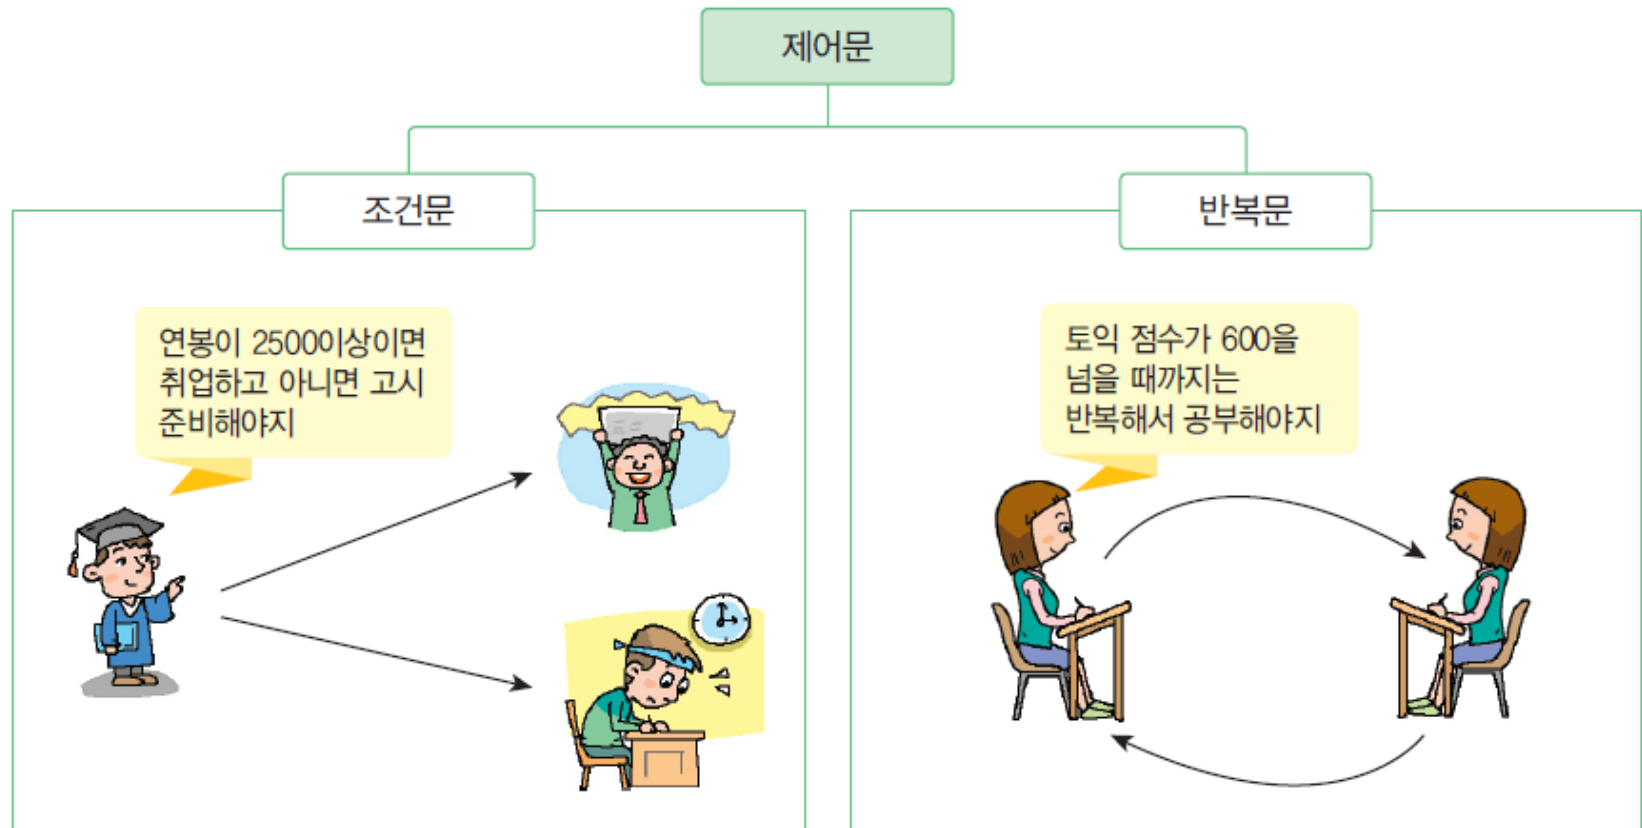 제어문
조건문
연봉이 2500이상이면
취업하고 아니면 고시
준비해야지
반복문
토익 점수가 600을
넘을 때까지는
반복해서 공부해야지